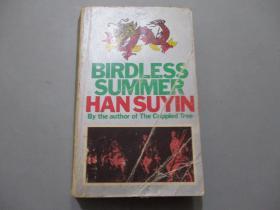 BIRDLESS
SUMMER
HAN SUYIN
By the author of The Crippled Tree